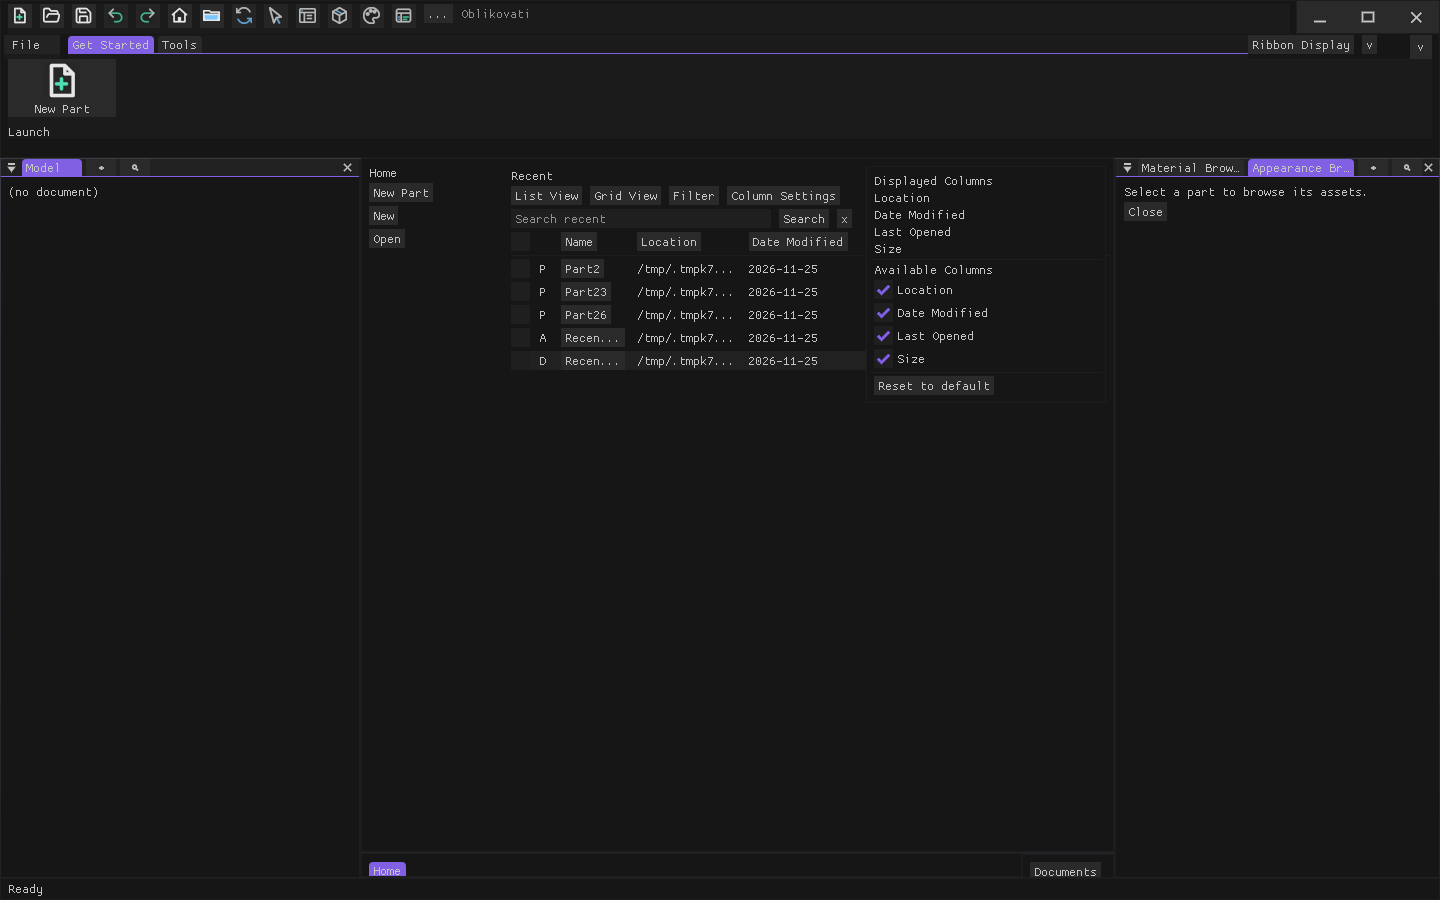 ... Oblikovati
File Get Started Tools Ribbon Display v v
New Part
Launch
Model
(no document)
Home
New Part
New
Open
Recent
List View Grid View Filter Column Settings
Search recent Search x
Name Location Date Modified
P Part2 /tmp/.tmpk7... 2026-11-25
P Part23 /tmp/.tmpk7... 2026-11-25
P Part26 /tmp/.tmpk7... 2026-11-25
A Recen... /tmp/.tmpk7... 2026-11-25
D Recen... /tmp/.tmpk7... 2026-11-25
Displayed Columns
Location
Date Modified
Last Opened
Size
Available Columns
Location
Date Modified
Last Opened
Size
Reset to default
Material Brow... Appearance Br...
Select a part to browse its assets.
Close
Home Documents
Ready